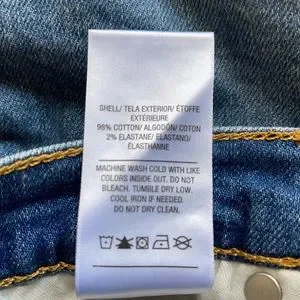 SHELL/ TELA EXTERIOR/ ÉTOFFE
EXTÉRIEURE
98% COTTON/ ALGODÓN/ COTON
2% ELASTANE/ ELASTANO/
ÉLASTHANNE
MACHINE WASH COLD WITH LIKE
COLORS INSIDE OUT. DO NOT
BLEACH. TUMBLE DRY LOW.
COOL IRON IF NEEDED.
DO NOT DRY CLEAN.